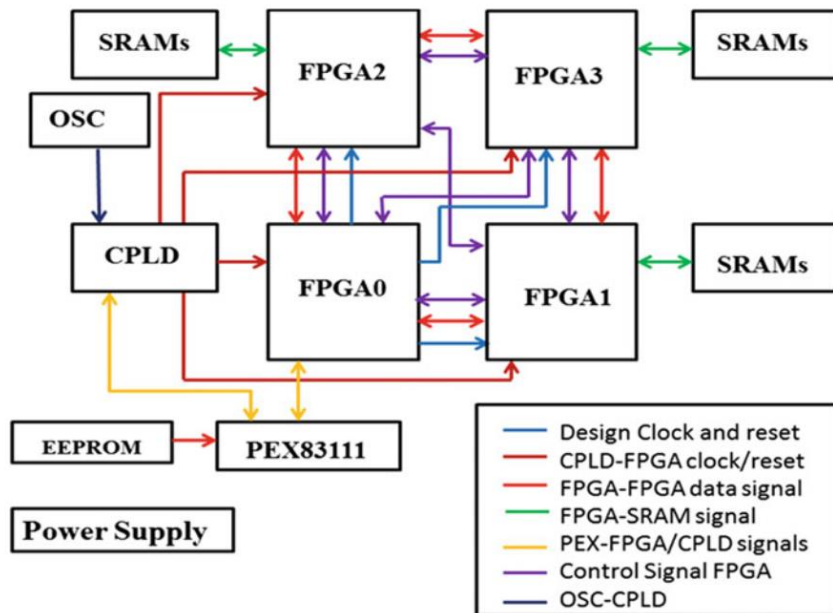 SRAMs
FPGA2
FPGA3
SRAMs
OSC
CPLD
FPGA0
FPGA1
SRAMs
EEPROM
PEX83111
Power Supply
Design Clock and reset
CPLD-FPGA clock/reset
FPGA-FPGA data signal
FPGA-SRAM signal
PEX-FPGA/CPLD signals
Control Signal FPGA
OSC-CPLD